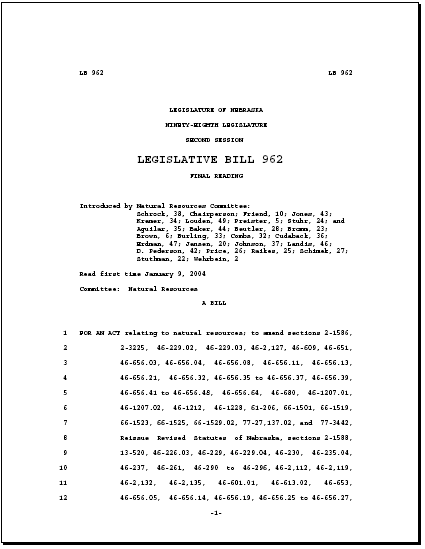 LB 962 LB 962
LEGISLATURE OF NEBRASKA
NINETY-EIGHTH LEGISLATURE
SECOND SESSION
LEGISLATIVE BILL 962
FINAL READING
Introduced by Natural Resources Committee:
Schrock, 38, Chairperson; Friend, 10; Jones, 43;
Kremer, 34; Louden, 49; Preister, 5; Stuhr, 24; and
Aguilar, 35; Baker, 44; Beutler, 28; Bromm, 23;
Brown, 6; Burling, 33; Combs, 32; Cudaback, 36;
Erdman, 47; Jensen, 20; Johnson, 37; Landis, 46;
D. Pederson, 42; Price, 26; Raikes, 25; Schimek, 27;
Stuthman, 22; Wehrbein, 2
Read first time January 9, 2004
Committee: Natural Resources
A BILL
1 FOR AN ACT relating to natural resources; to amend sections 2-1586,
2 2-3225, 46-229.02, 46-229.03, 46-2,127, 46-609, 46-651,
3 46-656.03, 46-656.04, 46-656.08, 46-656.11, 46-656.13,
4 46-656.21, 46-656.32, 46-656.35 to 46-656.37, 46-656.39,
5 46-656.41 to 46-656.48, 46-656.64, 46-680, 46-1207.01,
6 46-1207.02, 46-1212, 46-1228, 61-206, 66-1501, 66-1519,
7 66-1523, 66-1525, 66-1529.02, 77-27,137.02, and 77-3442,
8 Reissue Revised Statutes of Nebraska, sections 2-1588,
9 13-520, 46-226.03, 46-229, 46-229.04, 46-230, 46-235.04,
10 46-237, 46-261, 46-290 to 46-296, 46-2,112, 46-2,119,
11 46-2,132, 46-2,135, 46-601.01, 46-613.02, 46-653,
12 46-656.05, 46-656.14, 46-656.19, 46-656.25 to 46-656.27,
-1-